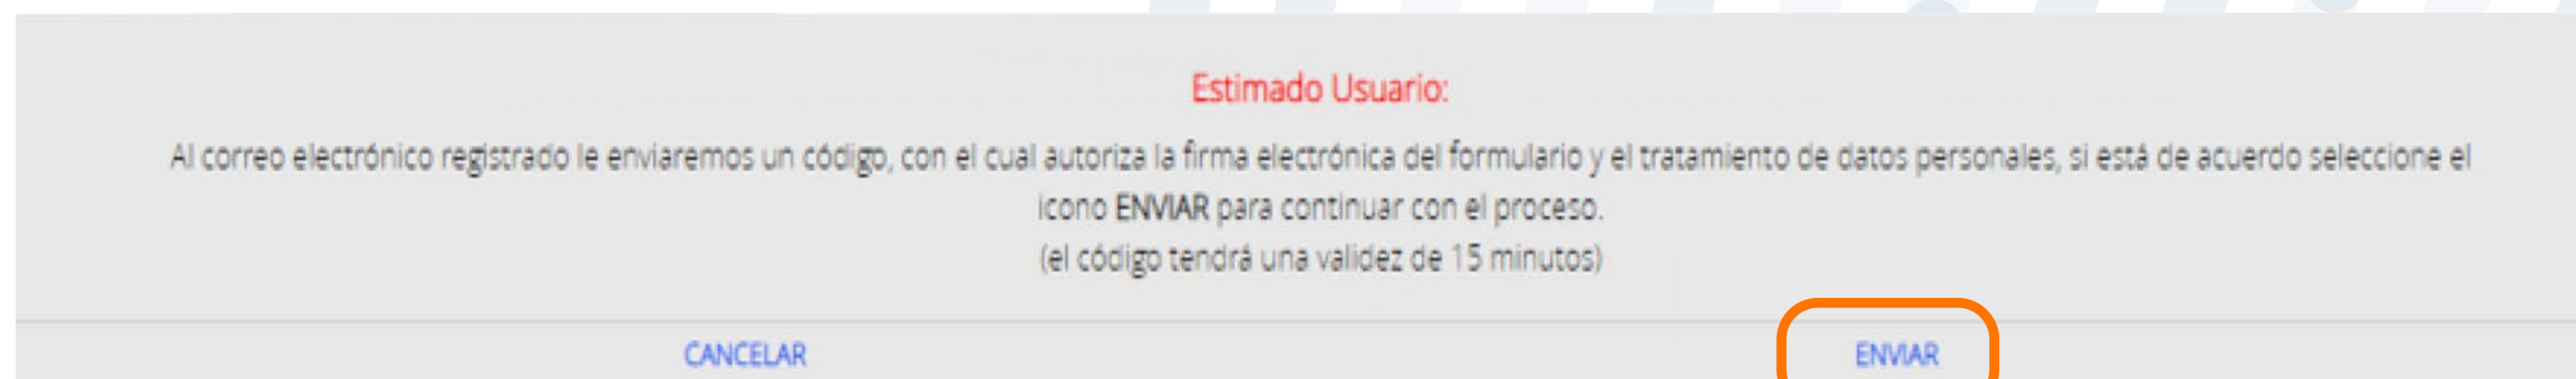 Estimado Usuario:
Al correo electrónico registrado le enviaremos un código, con el cual autoriza la firma electrónica del formulario y el tratamiento de datos personales, si está de acuerdo seleccione el
icono ENVIAR para continuar con el proceso.
(el código tendrá una validez de 15 minutos)
CANCELAR
ENVIAR